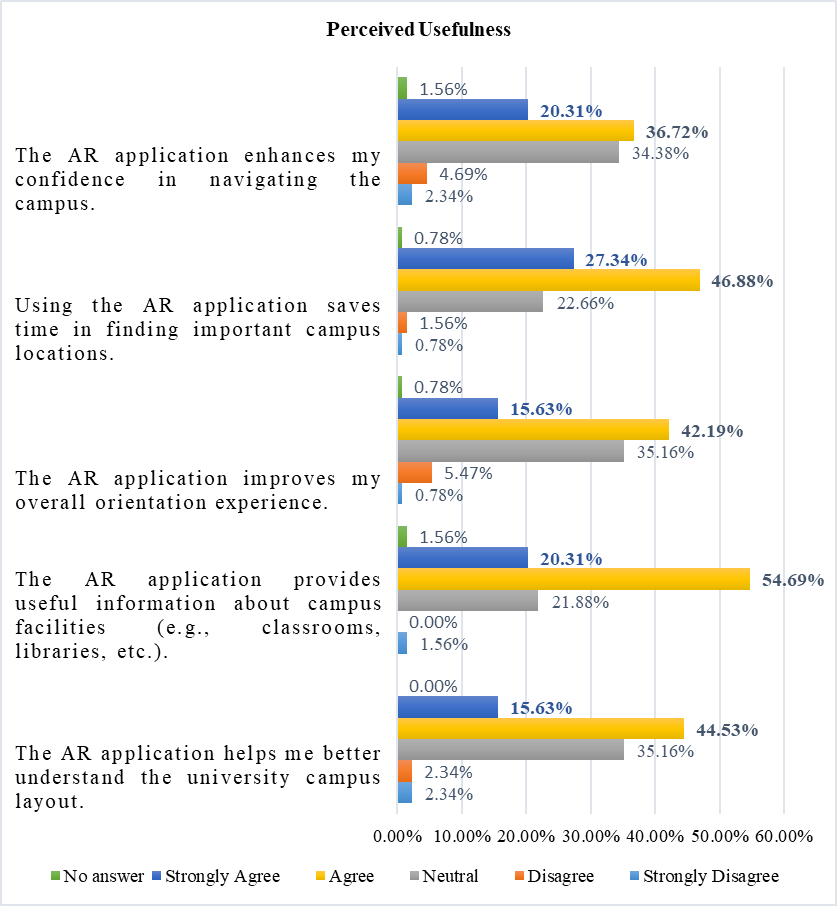 Perceived Usefulness
1.56%
20.31%
36.72%
The AR application enhances my
34.38%
confidence in navigating the
4.69%
campus.
2.34%
0.78%
27.34%
46.88%
Using the AR application saves
22.66%
time in finding important campus
1.56%
locations.
0.78%
0.78%
15.63%
42.19%
35.16%
The AR application improves my
5.47%
overall orientation experience.
0.78%
1.56%
20.31%
The AR application provides
54.69%
useful information about campus
21.88%
facilities (e.g., classrooms,
0.00%
libraries, etc.).
1.56%
0.00%
15.63%
44.53%
The AR application helps me better
35.16%
understand the university campus
2.34%
layout.
2.34%
0.00% 10.00% 20.00% 30.00% 40.00% 50.00% 60.00%
No answer Strongly Agree Agree Neutral Disagree Strongly Disagree